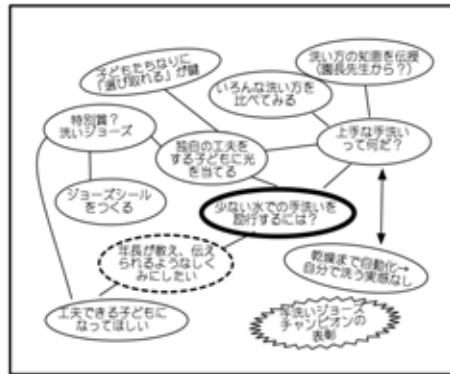 子どもたちなりに
「選び取れる」が鍵
洗い方の知恵を伝授
(園長先生から?)
いろんな洗い方を
比べてみる
特別賞?
洗いジョーズ
独自の工夫を
する子どもに光
を当てる
上手な手洗い
って何だ?
ジョーズシール
をつくる
少ない水での手洗いを
励行するには?
年長が教え、伝え
られるようなしく
みにしたい
乾燥まで自動化→
自分で洗う実感なし
工夫できる子どもに
なってほしい
手洗いジョーズ
チャンピオンの
表彰